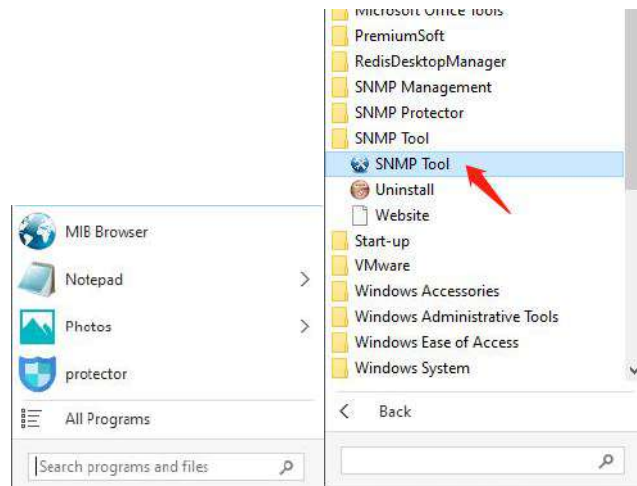 MIB Browser
Notepad
Photos
protector
All Programs
Search programs and files
Microsoft Office Tools
PremiumSoft
RedisDesktopManager
SNMP Management
SNMP Protector
SNMP Tool
SNMP Tool
Uninstall
Website
Start-up
VMware
Windows Accessories
Windows Administrative Tools
Windows Ease of Access
Windows System
Back